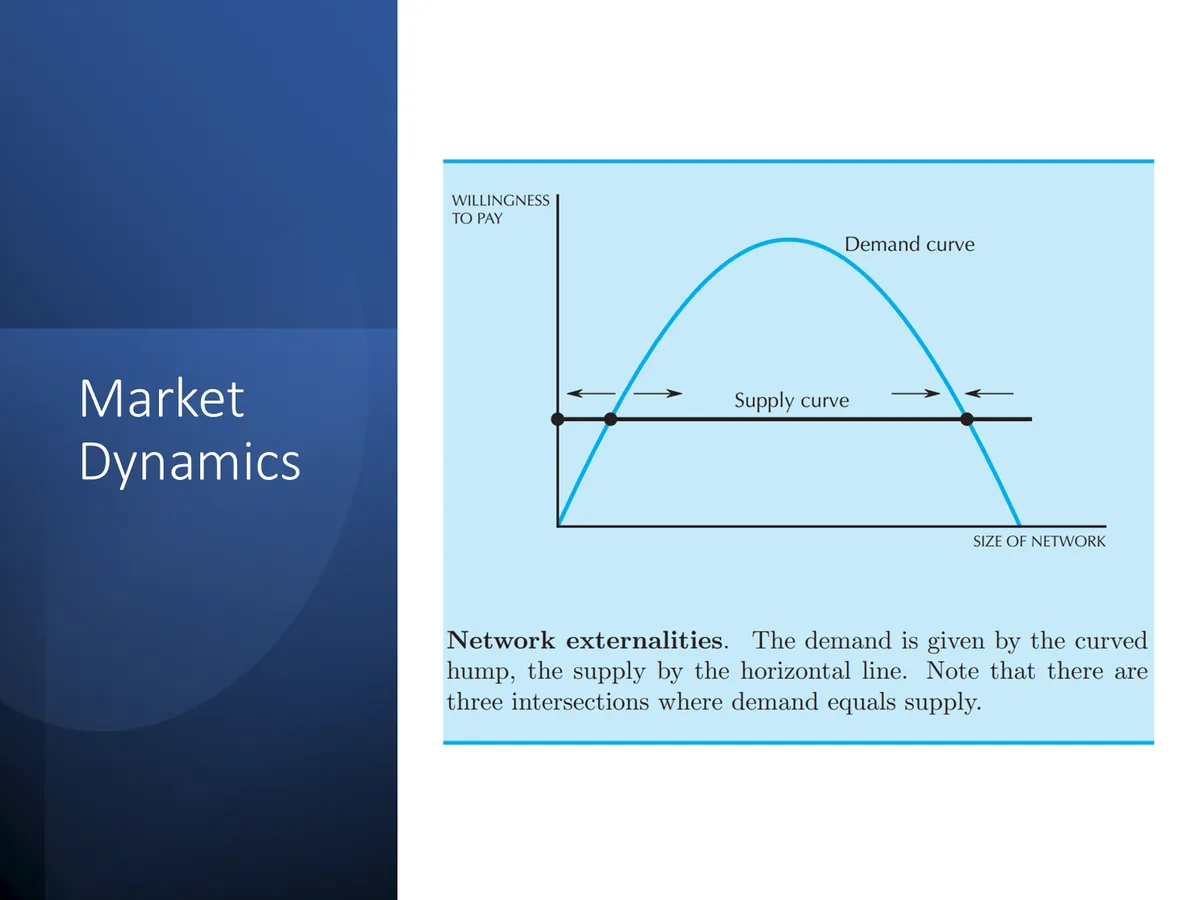 Market
Dynamics
WILLINGNESS
TO PAY
Demand curve
Supply curve
SIZE OF NETWORK
Network externalities. The demand is given by the curved
hump, the supply by the horizontal line. Note that there are
three intersections where demand equals supply.